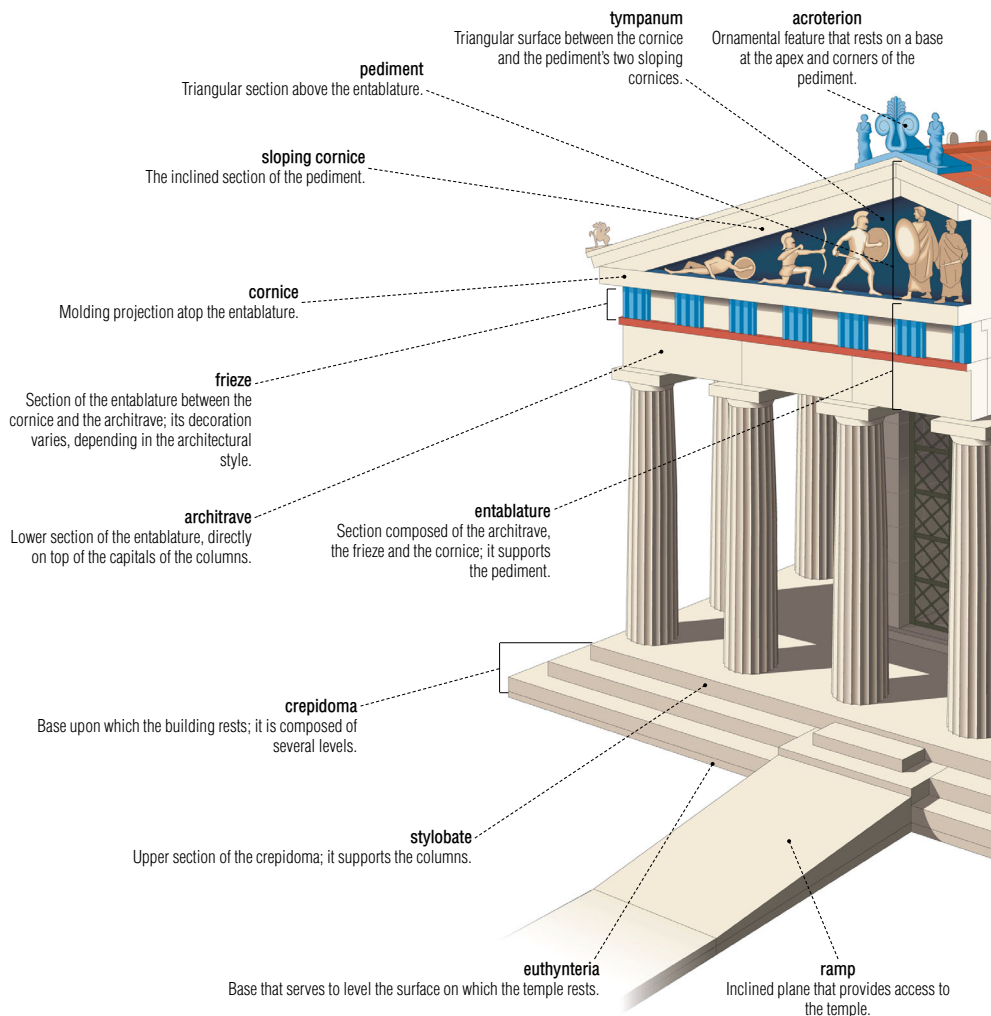 tympanum
Triangular surface between the cornice
and the pediment's two sloping
cornices.
acroterion
Ornamental feature that rests on a base
at the apex and corners of the
pediment.
pediment
Triangular section above the entablature.
sloping cornice
The inclined section of the pediment.
cornice
Molding projection atop the entablature.
frieze
Section of the entablature between the
cornice and the architrave; its decoration
varies, depending in the architectural
style.
architrave
Lower section of the entablature, directly
on top of the capitals of the columns.
entablature
Section composed of the architrave,
the frieze and the cornice; it supports
the pediment.
crepidoma
Base upon which the building rests; it is composed of
several levels.
stylobate
Upper section of the crepidoma; it supports the columns.
euthynteria
Base that serves to level the surface on which the temple rests.
ramp
Inclined plane that provides access to
the temple.